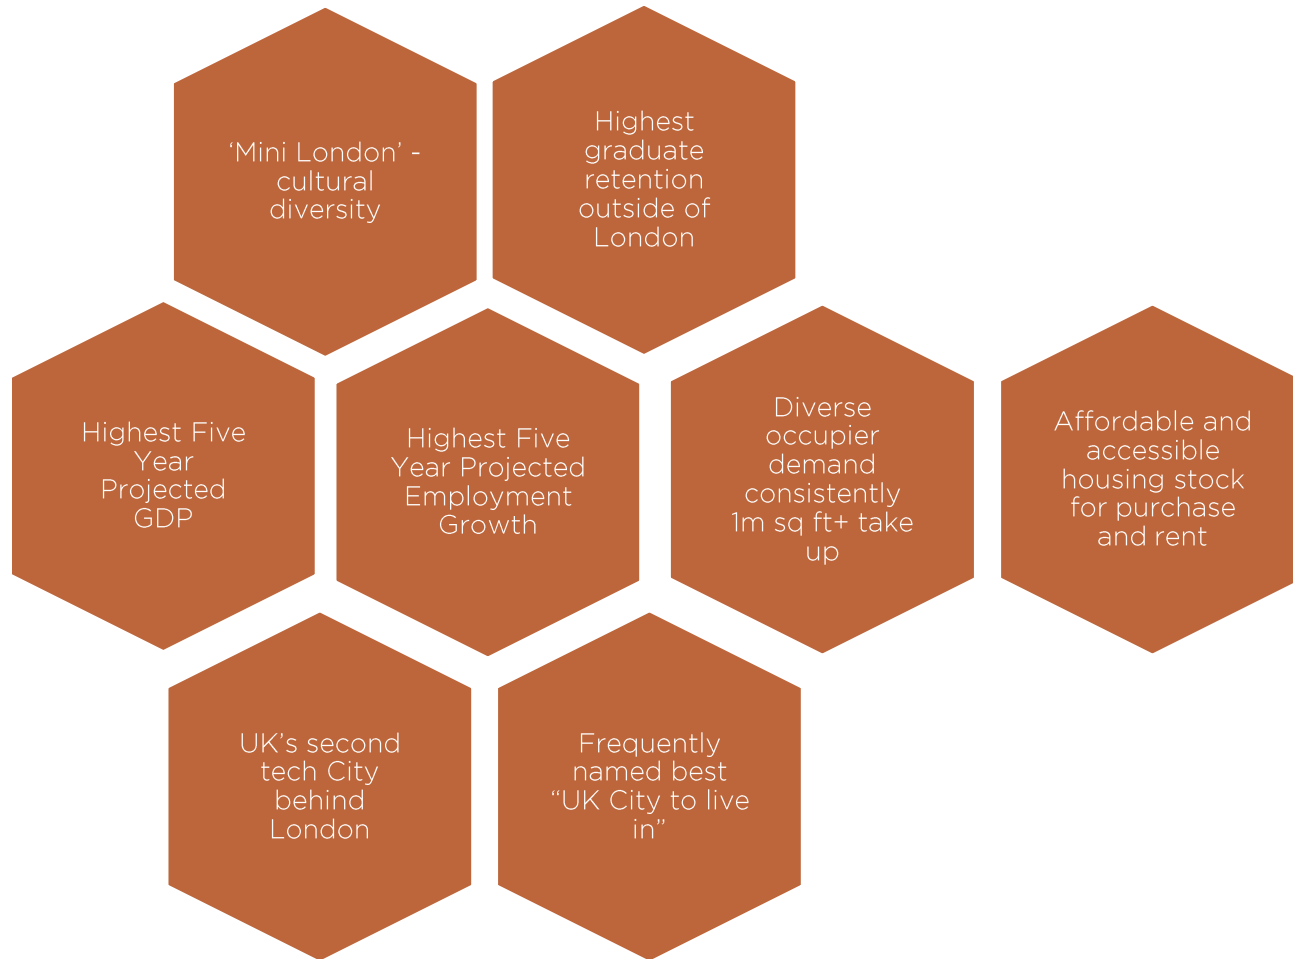 ‘Mini London’ -
cultural
diversity
Highest
graduate
retention
outside of
London
Highest Five
Year
Projected
GDP
Highest Five
Year Projected
Employment
Growth
Diverse
occupier
demand
consistently
1m sq ft+ take
up
Affordable and
accessible
housing stock
for purchase
and rent
UK’s second
tech City
behind
London
Frequently
named best
“UK City to live
in”